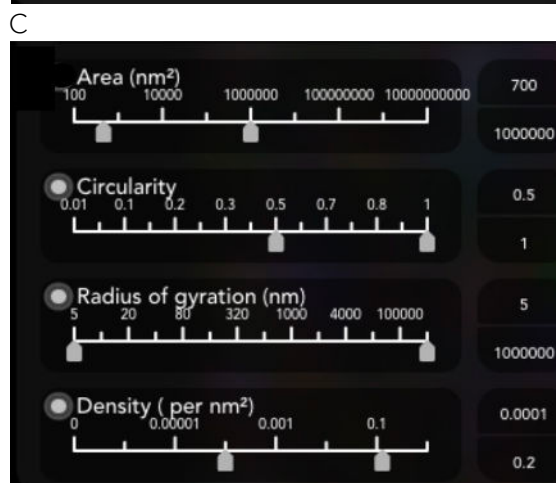 C
Area (nm²)
100 10000 1000000 100000000 10000000000
700
1000000
Circularity
0.01 0.1 0.2 0.3 0.5 0.7 0.8 1
0.5
1
Radius of gyration (nm)
5 20 80 320 1000 4000 100000
5
1000000
Density ( per nm²)
0 0.00001 0.001 0.1
0.0001
0.2